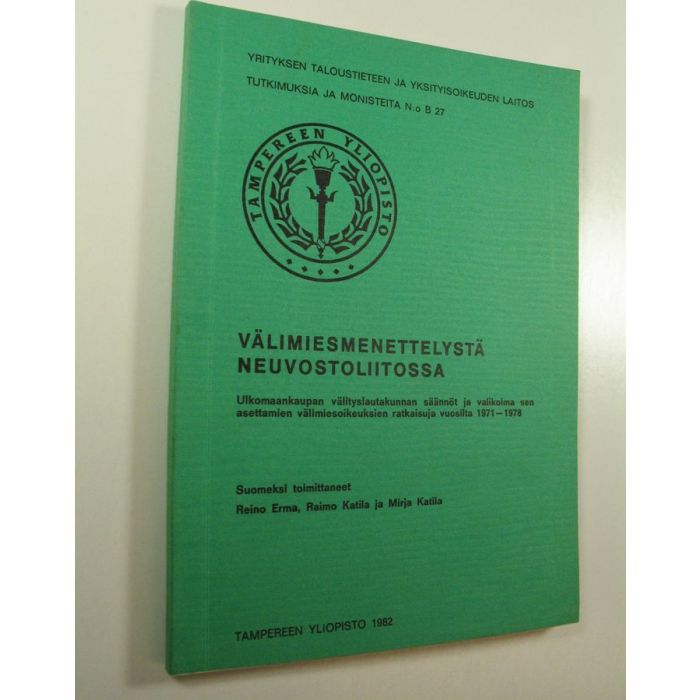 YRITYKSEN TALOUSTIETEEN JA YKSITYISOIKEUDEN LAITOS
TUTKIMUKSIA JA MONISTEITA N:o B 27
TAMPEREEN YLIOPISTO
VÄLIMIESMENETTELYSTÄ
NEUVOSTOLIITOSSA
Ulkomaankaupan välityslautakunnan säännöt ja valikoima sen
asettamien välimiesoikeuksien ratkaisuja vuosilta 1971–1978
Suomeksi toimittaneet
Reino Erma, Raimo Katila ja Mirja Katila
TAMPEREEN YLIOPISTO 1982